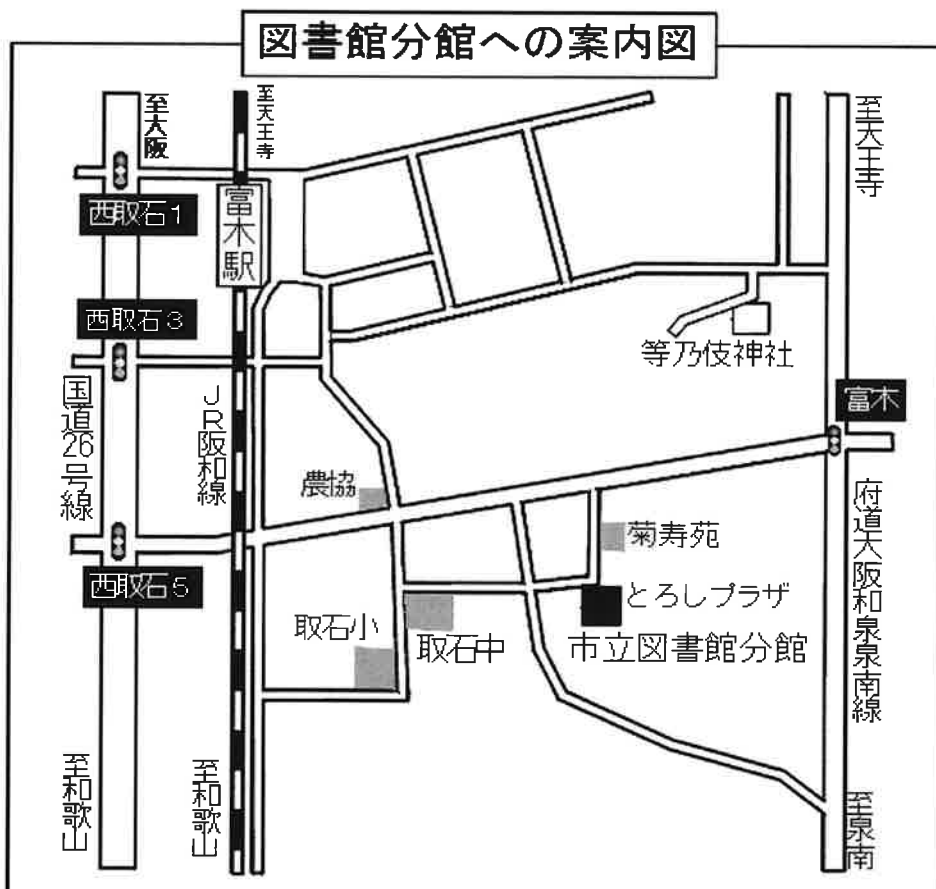 図書館分館への案内図
至大阪
至天王寺
至天王寺
西取石1
富木駅
西取石3
等乃伎神社
富木
国道26号線
JR阪和線
農協
菊寿苑
府道大阪和泉泉南線
西取石5
とろしプラザ
取石小
取石中
市立図書館分館
至和歌山
至和歌山
至泉南